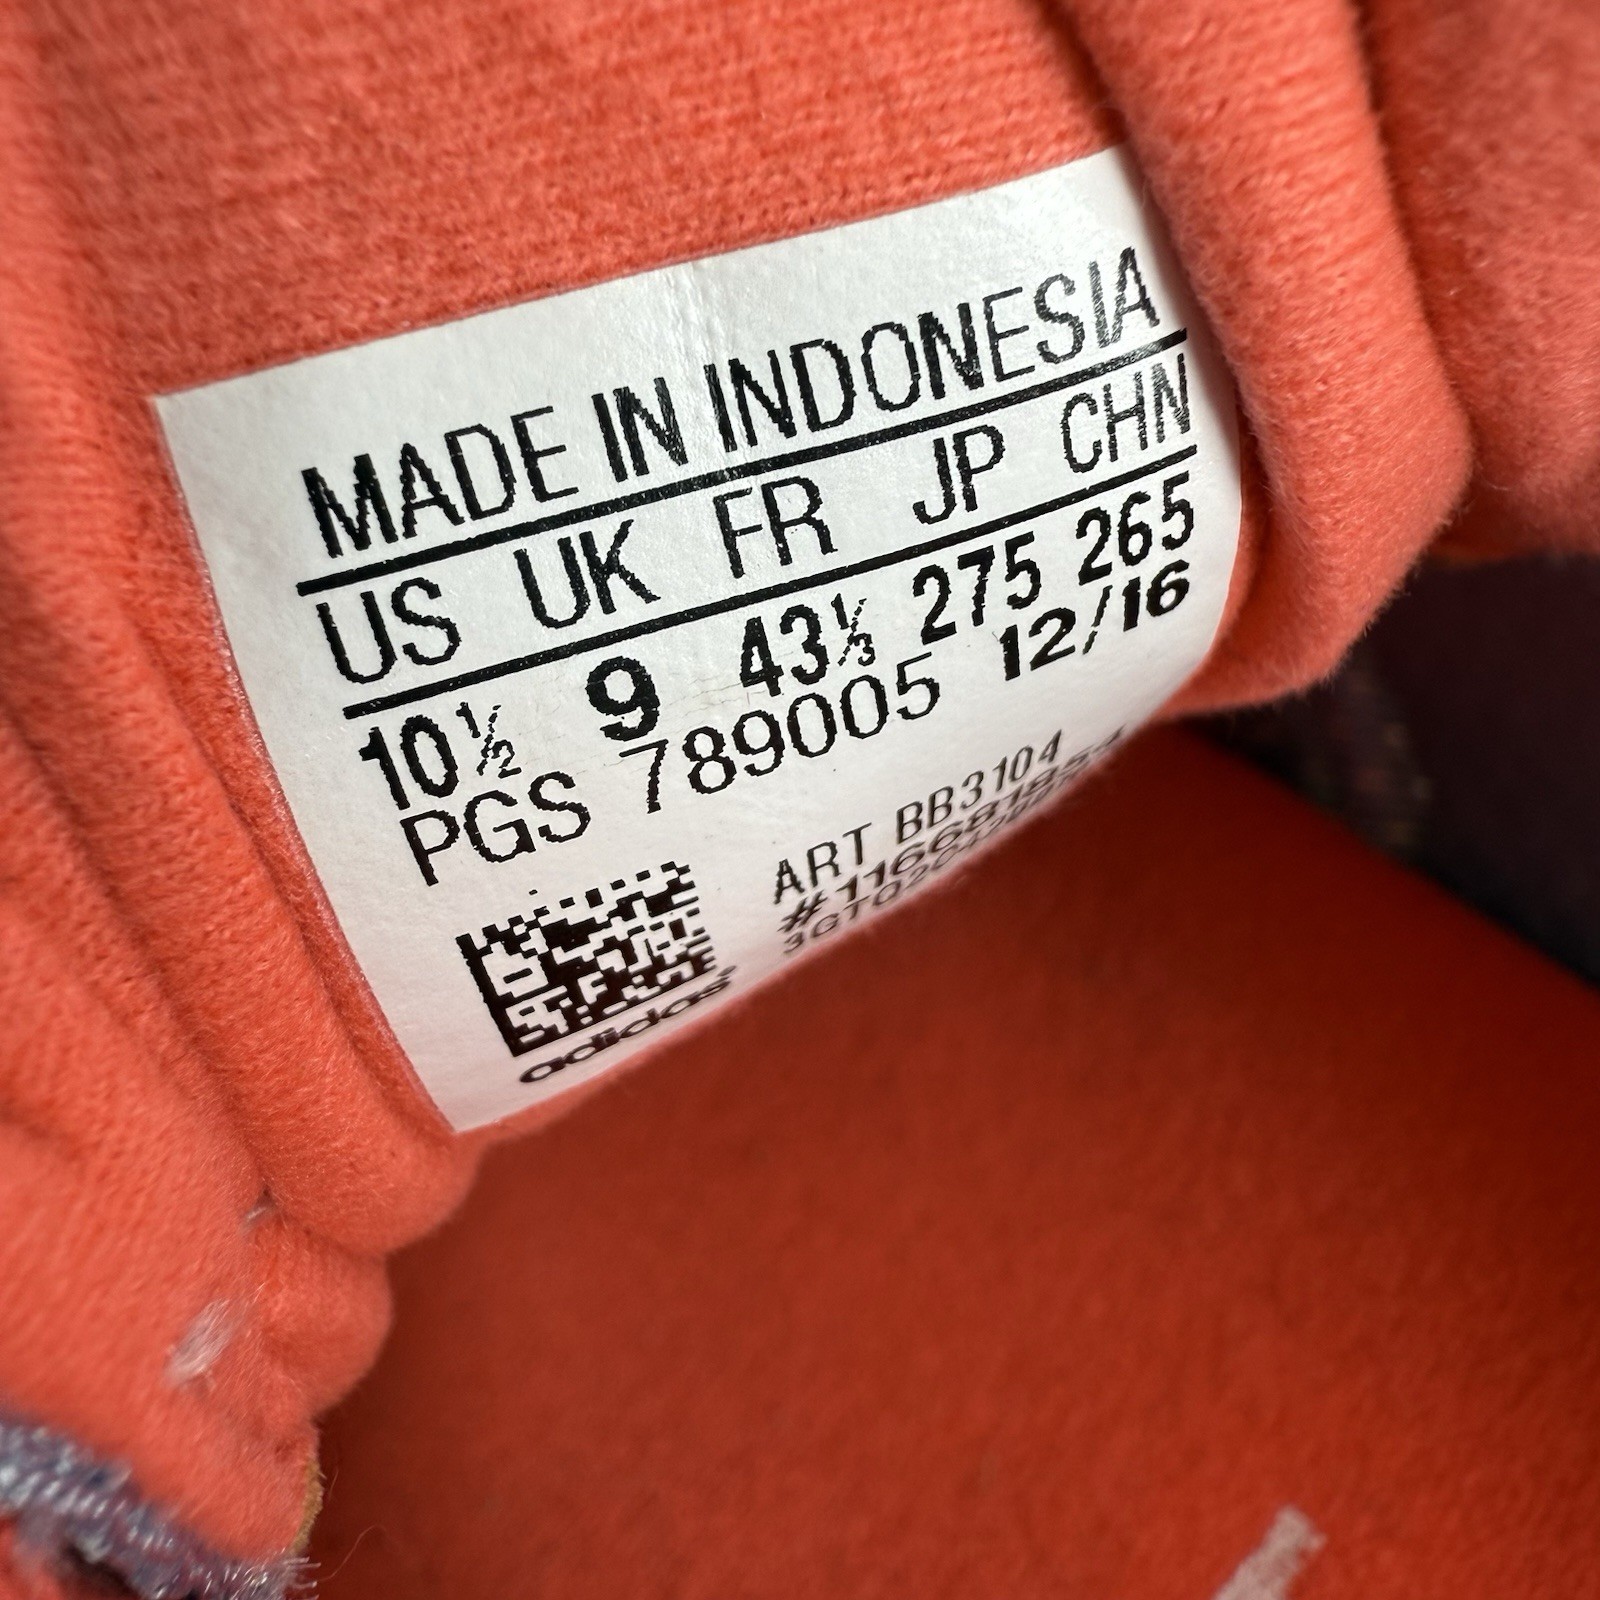 MADE IN INDONESIA
US UK FR JP CHN
10½ 9 43⅓ 275 265
PGS 789005 12/16
ART BB3104
adidas